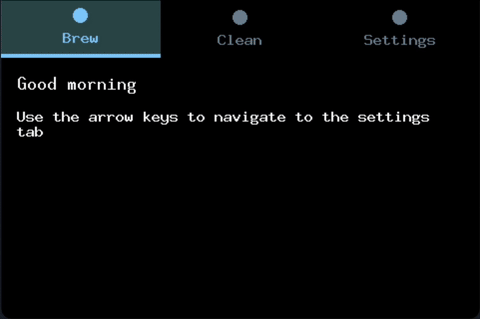 Brew Clean Settings
Good morning
Use the arrow keys to navigate to the settings
tab